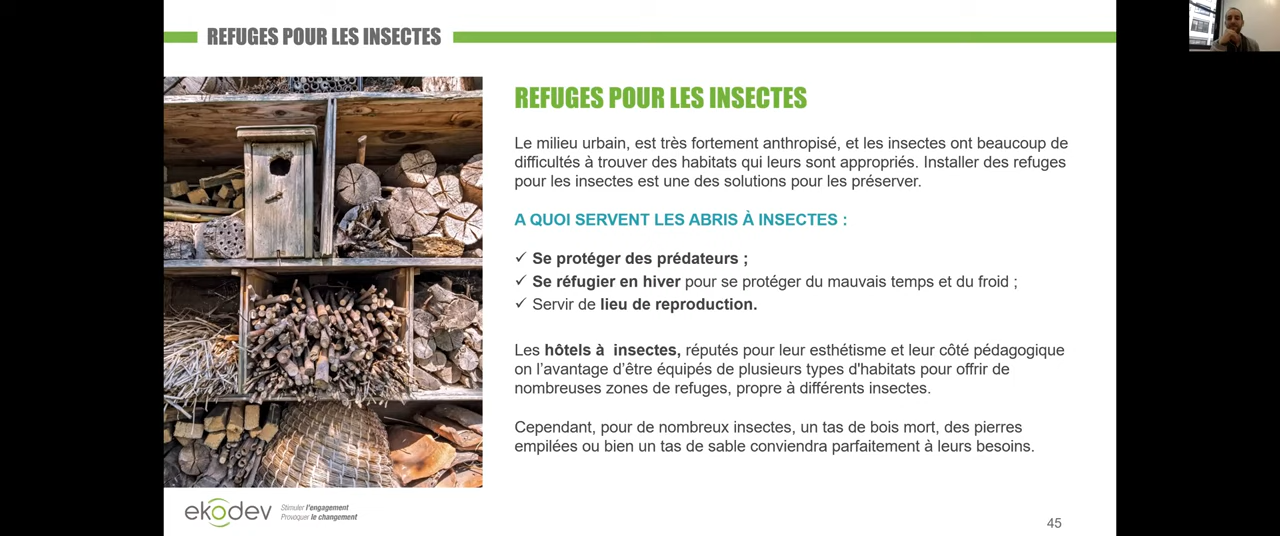 REFUGES POUR LES INSECTES
REFUGES POUR LES INSECTES
Le milieu urbain, est très fortement anthropisé, et les insectes ont beaucoup de
difficultés à trouver des habitats qui leurs sont appropriés. Installer des refuges
pour les insectes est une des solutions pour les préserver.
A QUOI SERVENT LES ABRIS À INSECTES :
✓ Se protéger des prédateurs ;
✓ Se réfugier en hiver pour se protéger du mauvais temps et du froid ;
✓ Servir de lieu de reproduction.
Les hôtels à insectes, réputés pour leur esthétisme et leur côté pédagogique
on l’avantage d’être équipés de plusieurs types d'habitats pour offrir de
nombreuses zones de refuges, propre à différents insectes.
Cependant, pour de nombreux insectes, un tas de bois mort, des pierres
empilées ou bien un tas de sable conviendra parfaitement à leurs besoins.
ekodev
Stimuler l'engagement
Provoquer le changement
45